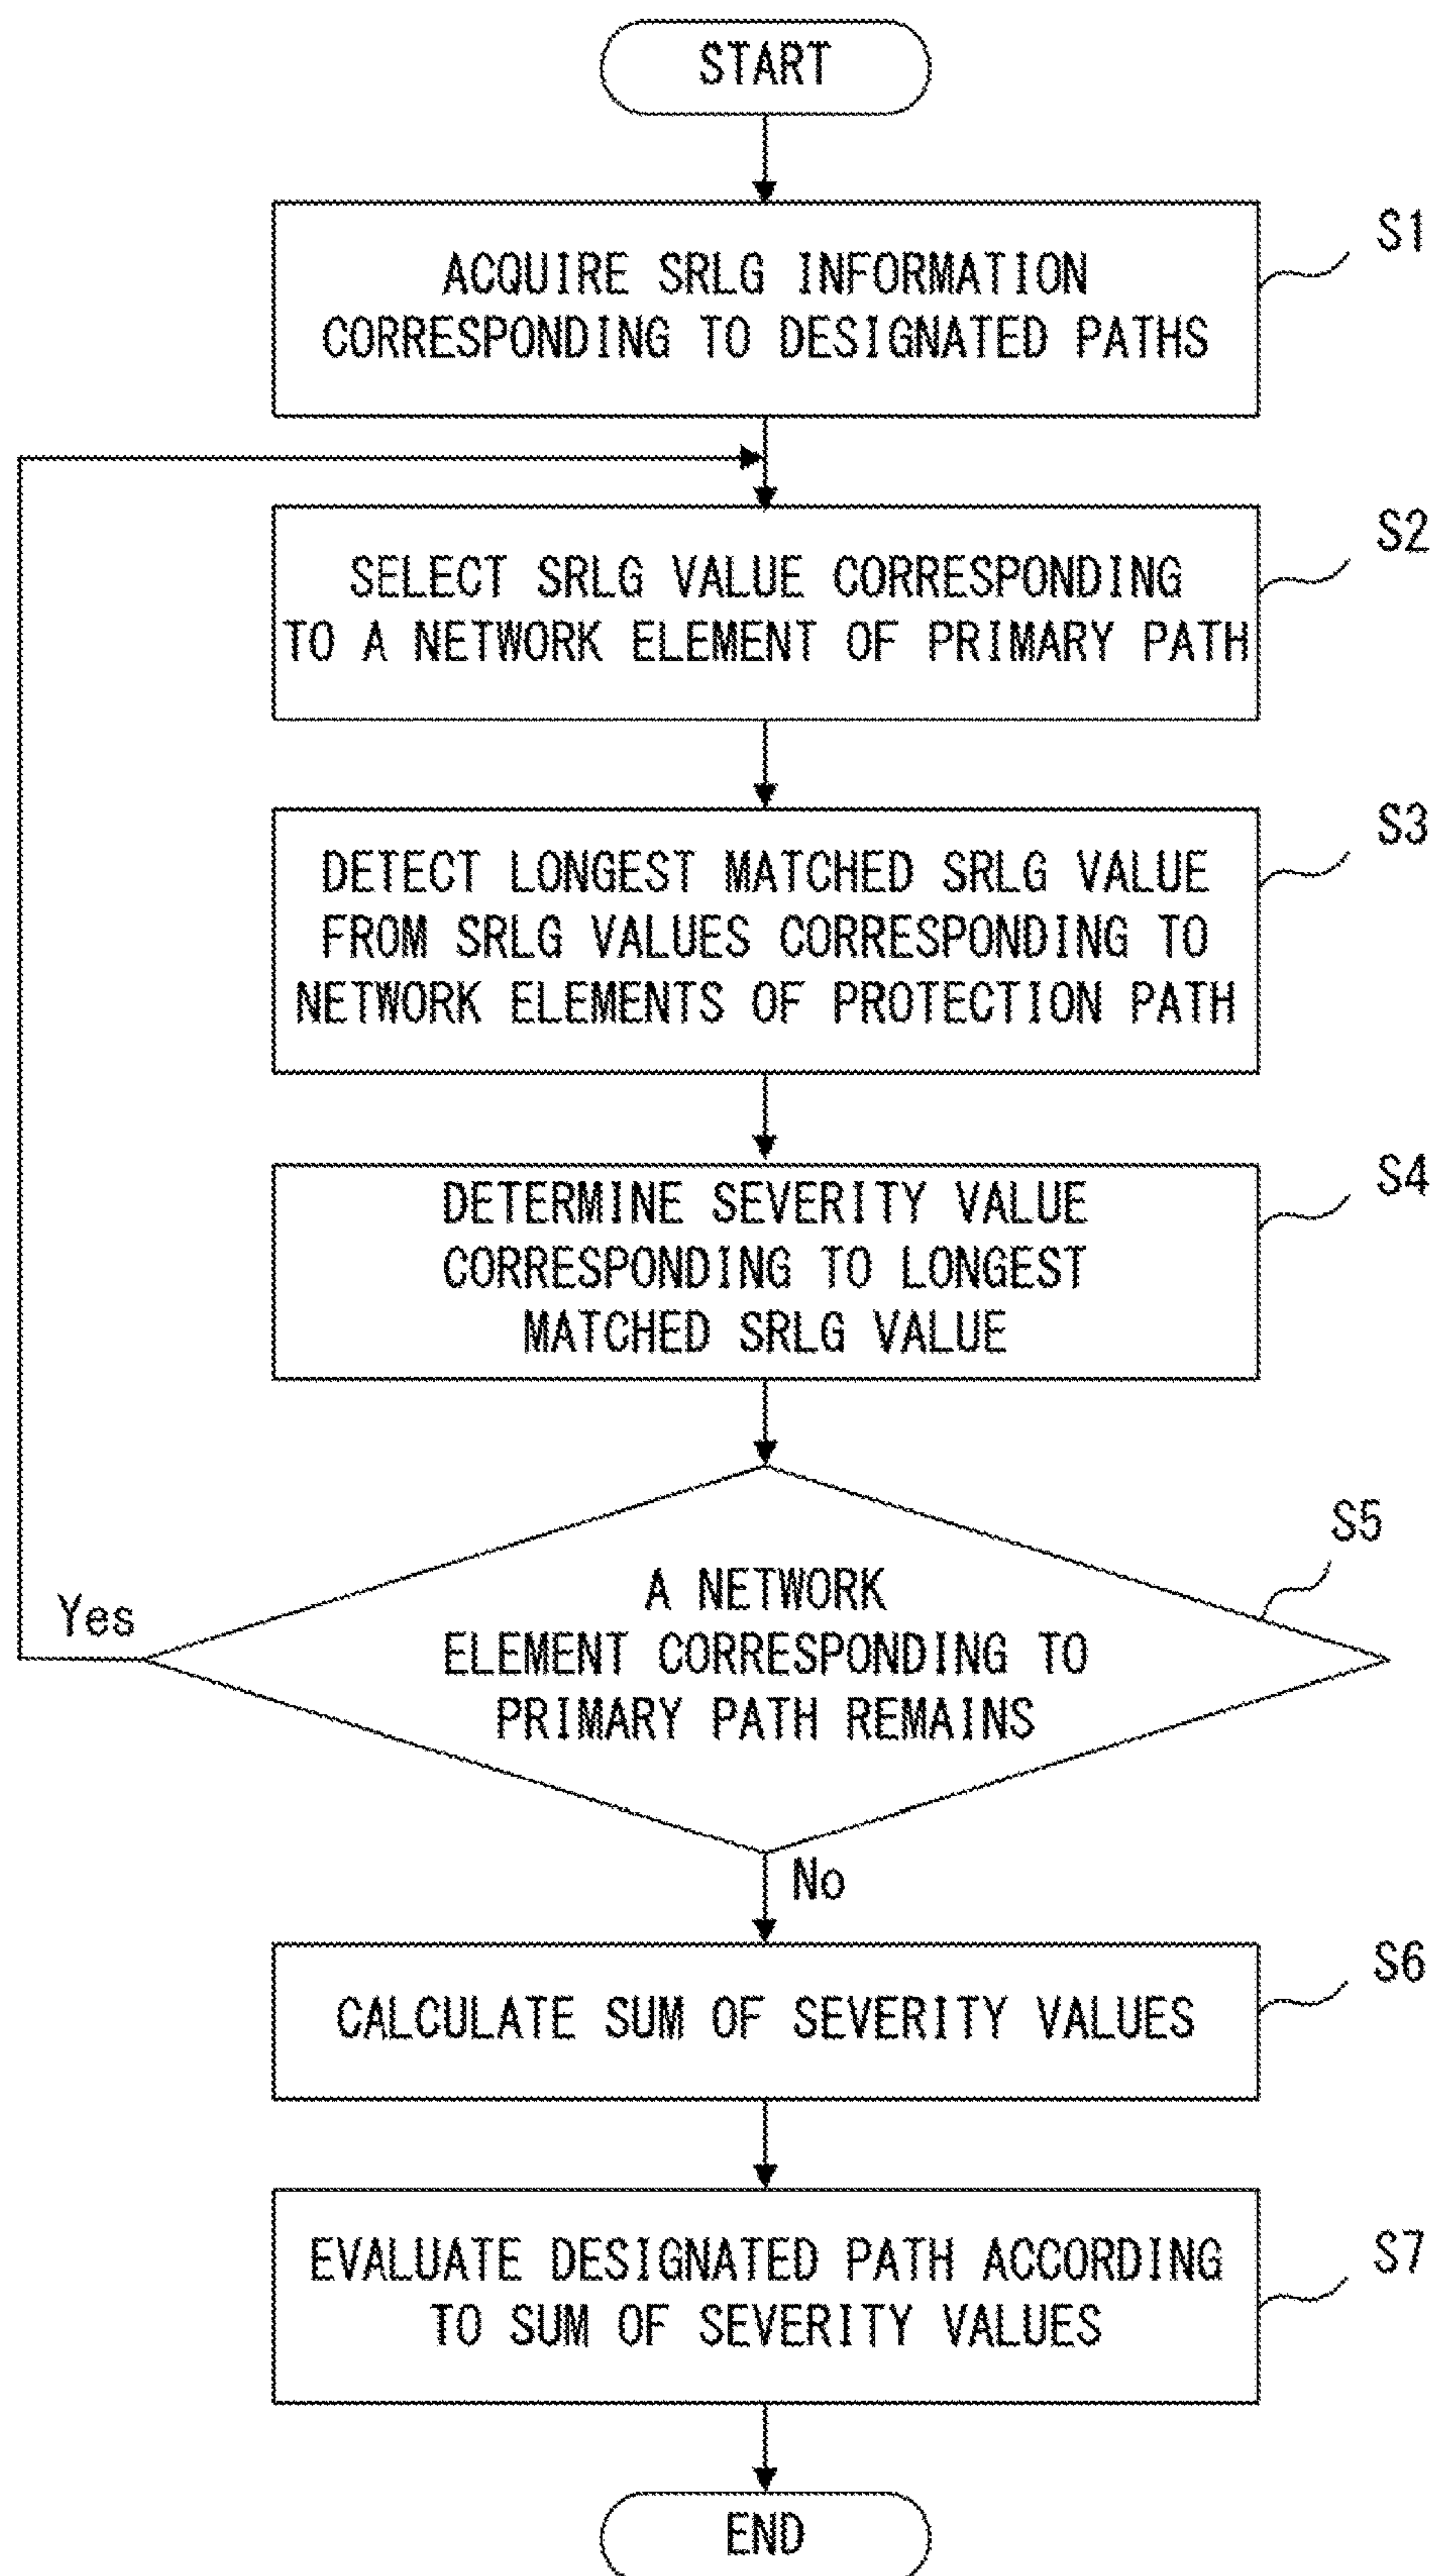 START
S1
ACQUIRE SRLG INFORMATION
CORRESPONDING TO DESIGNATED PATHS
S2
SELECT SRLG VALUE CORRESPONDING
TO A NETWORK ELEMENT OF PRIMARY PATH
S3
DETECT LONGEST MATCHED SRLG VALUE
FROM SRLG VALUES CORRESPONDING TO
NETWORK ELEMENTS OF PROTECTION PATH
S4
DETERMINE SEVERITY VALUE
CORRESPONDING TO LONGEST
MATCHED SRLG VALUE
S5
A NETWORK
ELEMENT CORRESPONDING TO
PRIMARY PATH REMAINS
Yes
No
S6
CALCULATE SUM OF SEVERITY VALUES
S7
EVALUATE DESIGNATED PATH ACCORDING
TO SUM OF SEVERITY VALUES
END